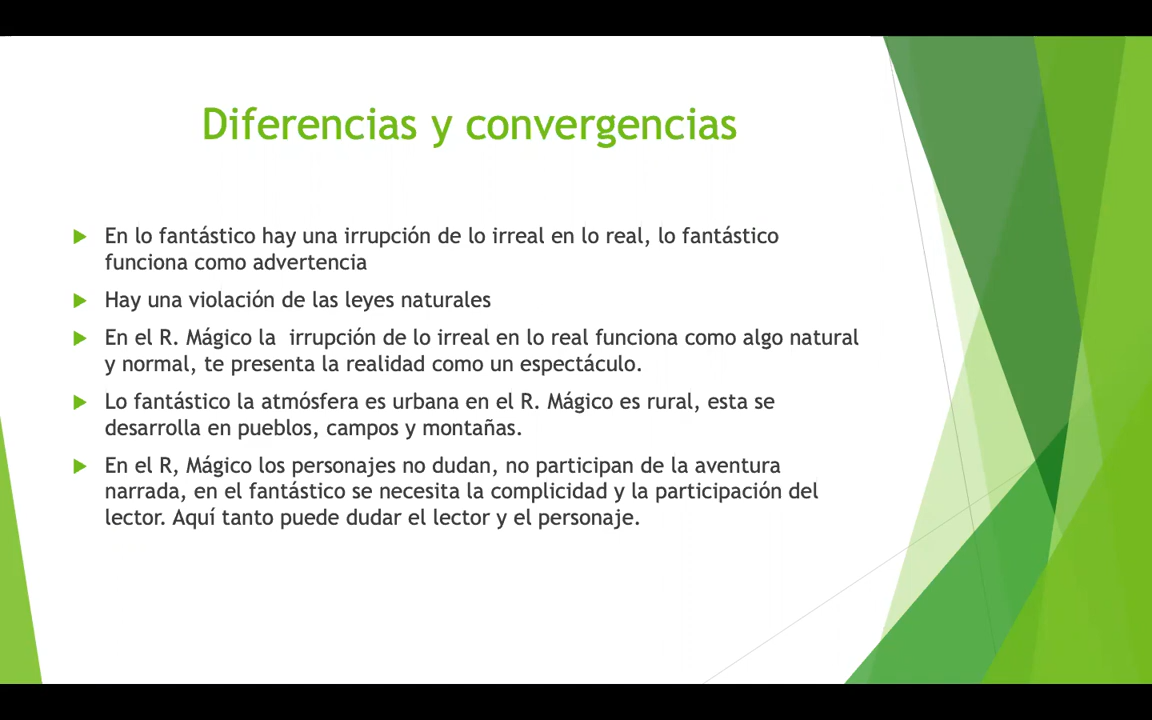 Diferencias y convergencias
En lo fantástico hay una irrupción de lo irreal en lo real, lo fantástico
funciona como advertencia
Hay una violación de las leyes naturales
En el R. Mágico la  irrupción de lo irreal en lo real funciona como algo natural
y normal, te presenta la realidad como un espectáculo.
Lo fantástico la atmósfera es urbana en el R. Mágico es rural, esta se
desarrolla en pueblos, campos y montañas.
En el R, Mágico los personajes no dudan, no participan de la aventura
narrada, en el fantástico se necesita la complicidad y la participación del
lector. Aquí tanto puede dudar el lector y el personaje.